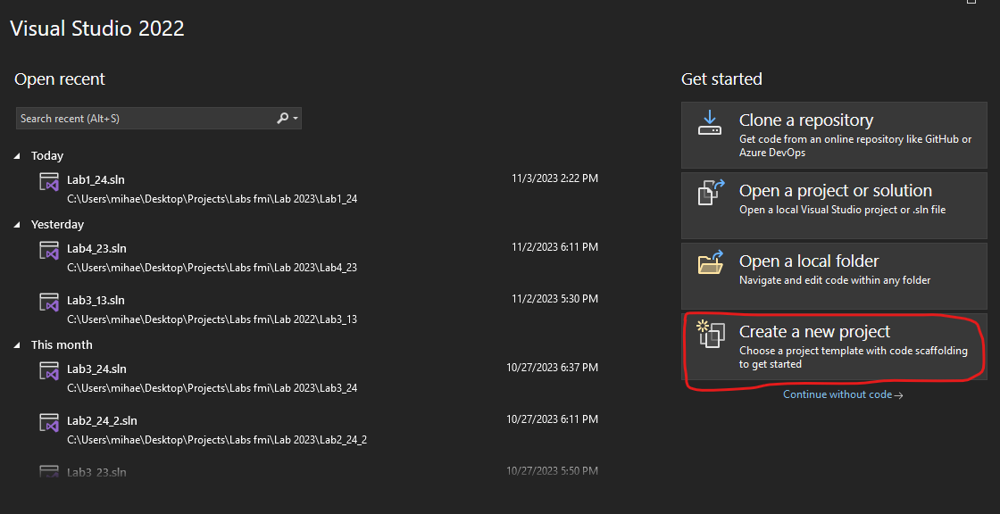 Visual Studio 2022
Open recent
Search recent (Alt+S)
Today
Lab1_24.sln 11/3/2023 2:22 PM
C:\Users\mihae\Desktop\Projects\Labs fmi\Lab 2023\Lab1_24
Yesterday
Lab4_23.sln 11/2/2023 6:11 PM
C:\Users\mihae\Desktop\Projects\Labs fmi\Lab 2023\Lab4_23
Lab3_13.sln 11/2/2023 5:30 PM
C:\Users\mihae\Desktop\Projects\Labs fmi\Lab 2022\Lab3_13
This month
Lab3_24.sln 10/27/2023 6:37 PM
C:\Users\mihae\Desktop\Projects\Labs fmi\Lab 2023\Lab3_24
Lab2_24_2.sln 10/27/2023 6:11 PM
C:\Users\mihae\Desktop\Projects\Labs fmi\Lab 2023\Lab2_24_2
Lab3_23.sln 10/27/2023 5:50 PM
Get started
Clone a repository
Get code from an online repository like GitHub or
Azure DevOps
Open a project or solution
Open a local Visual Studio project or .sln file
Open a local folder
Navigate and edit code within any folder
Create a new project
Choose a project template with code scaffolding
to get started
Continue without code→